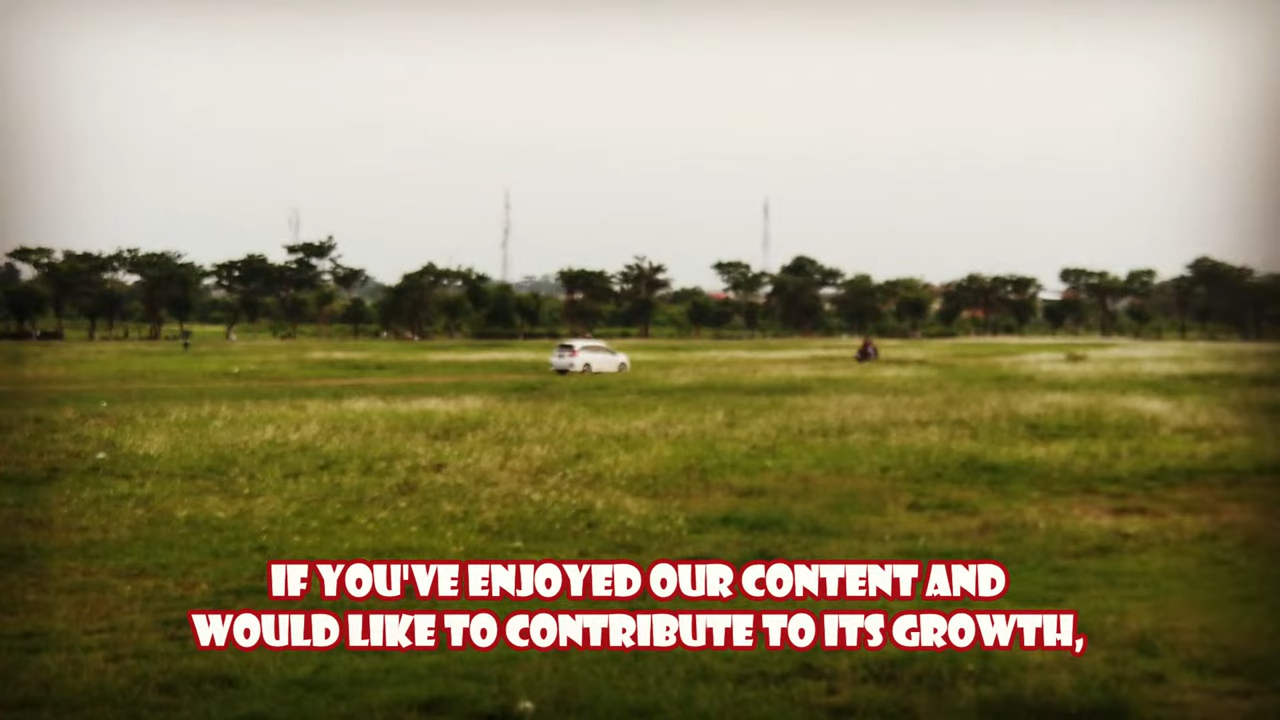 IF YOU'VE ENJOYED OUR CONTENT AND
WOULD LIKE TO CONTRIBUTE TO ITS GROWTH,